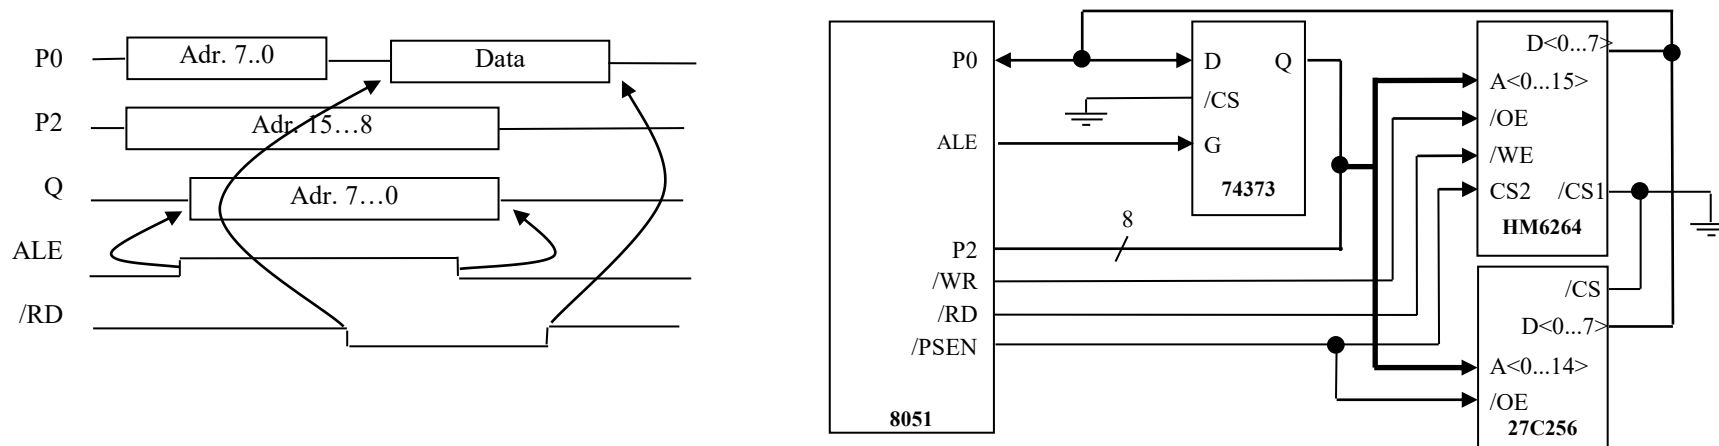 P0
Adr. 7..0
Data
P2
Adr. 15…8
Q
Adr. 7…0
ALE
/RD
P0
ALE
P2
/WR
/RD
/PSEN
8051
8
D
Q
/CS
G
74373
D<0...7>
A<0...15>
/OE
/WE
CS2
/CS1
HM6264
/CS
D<0...7>
A<0...14>
/OE
27C256